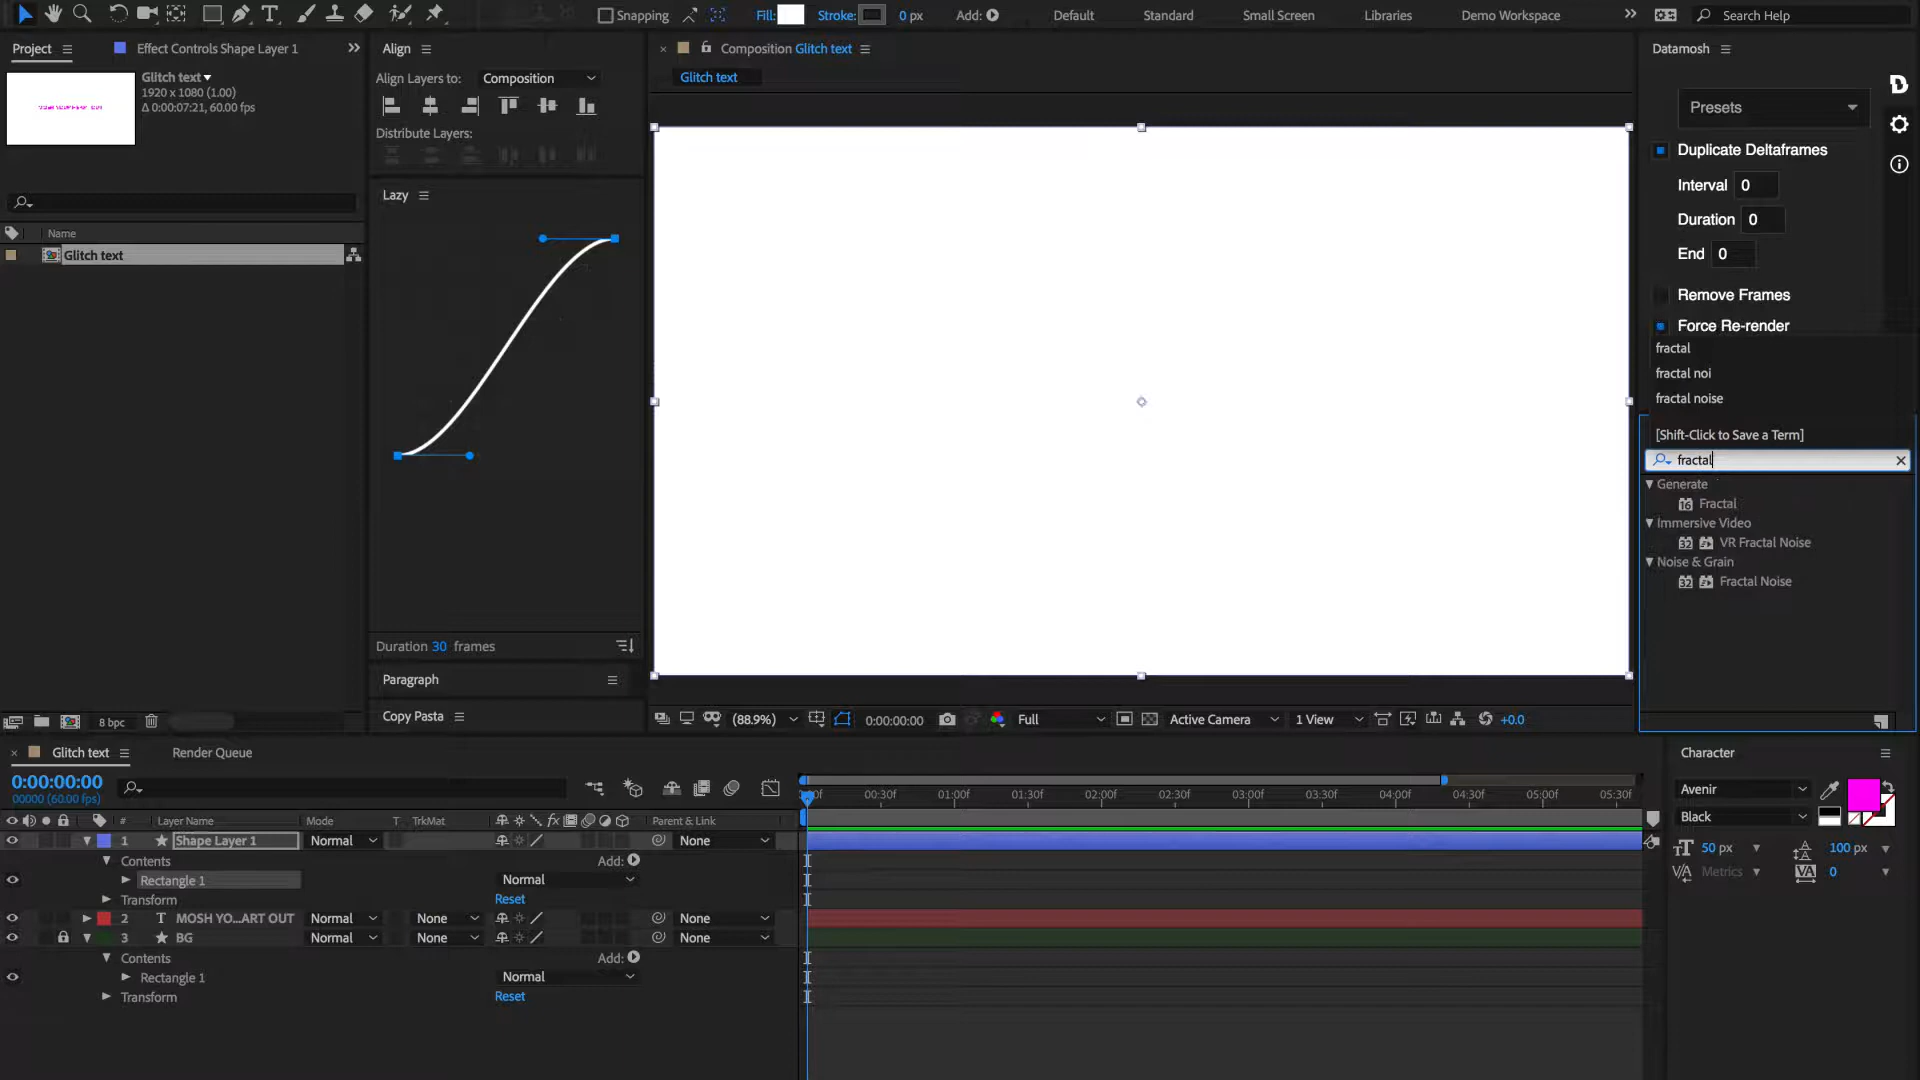 Snapping
Fill:
Stroke:
0 px
Add:
Default
Standard
Small Screen
Libraries
Demo Workspace
Search Help
Project
Effect Controls Shape Layer 1
Glitch text
1920 x 1080 (1.00)
Δ 0:00:07:21, 60.00 fps
Name
Glitch text
8 bpc
Align
Align Layers to:
Composition
Distribute Layers:
Lazy
Duration 30 frames
Paragraph
Copy Pasta
Composition Glitch text
Glitch text
(88.9%)
0:00:00:00
Full
Active Camera
1 View
+0.0
Datamosh
Presets
Duplicate Deltaframes
Interval 0
Duration 0
End 0
Remove Frames
Force Re-render
fractal
fractal noi
fractal noise
[Shift-Click to Save a Term]
fractal
Generate
16 Fractal
Immersive Video
32 VR Fractal Noise
Noise & Grain
32 Fractal Noise
Glitch text
Render Queue
0:00:00:00
00000 (60.00 fps)
00:30f
01:00f
01:30f
02:00f
02:30f
03:00f
03:30f
04:00f
04:30f
05:00f
05:30f
# Layer Name Mode T TrkMat fx Parent & Link
1 Shape Layer 1 Normal None
Contents Add:
Rectangle 1 Normal
Transform Reset
2 T MOSH YO...ART OUT Normal None None
3 BG Normal None None
Contents Add:
Rectangle 1 Normal
Transform Reset
Character
Avenir
Black
50 px
100 px
Metrics
0